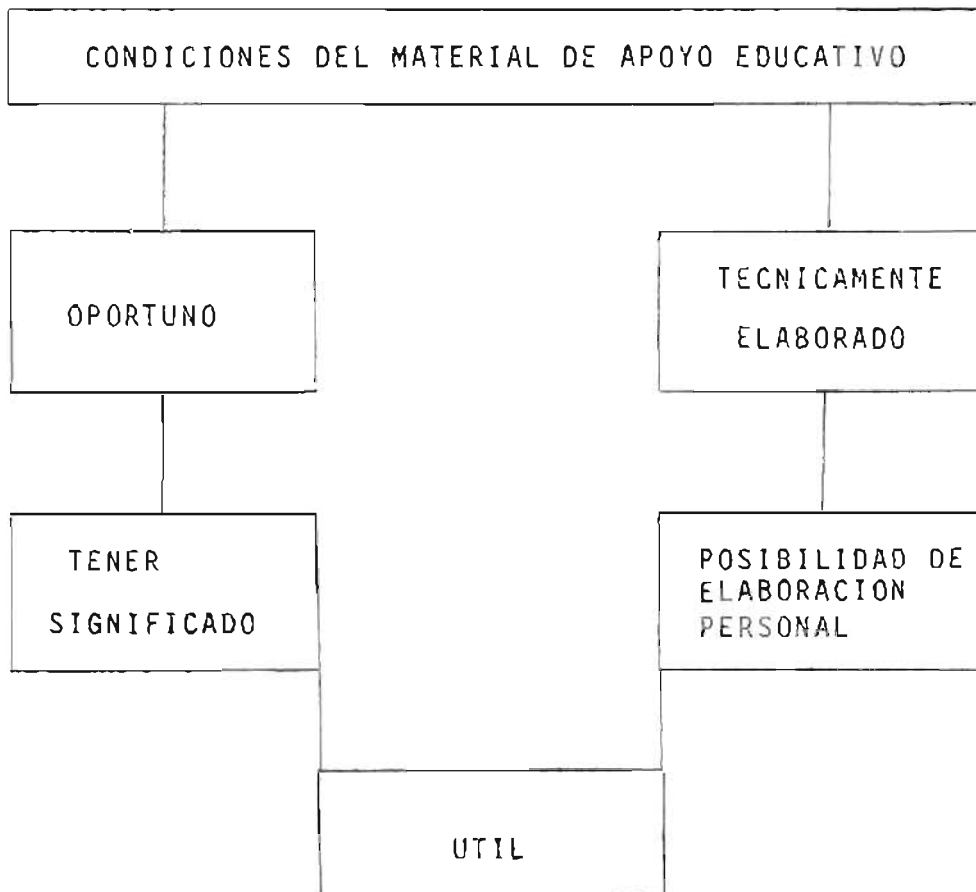 CONDICIONES DEL MATERIAL DE APOYO EDUCATIVO
OPORTUNO
TECNICAMENTE
ELABORADO
TENER
SIGNIFICADO
POSIBILIDAD DE
ELABORACION
PERSONAL
UTIL